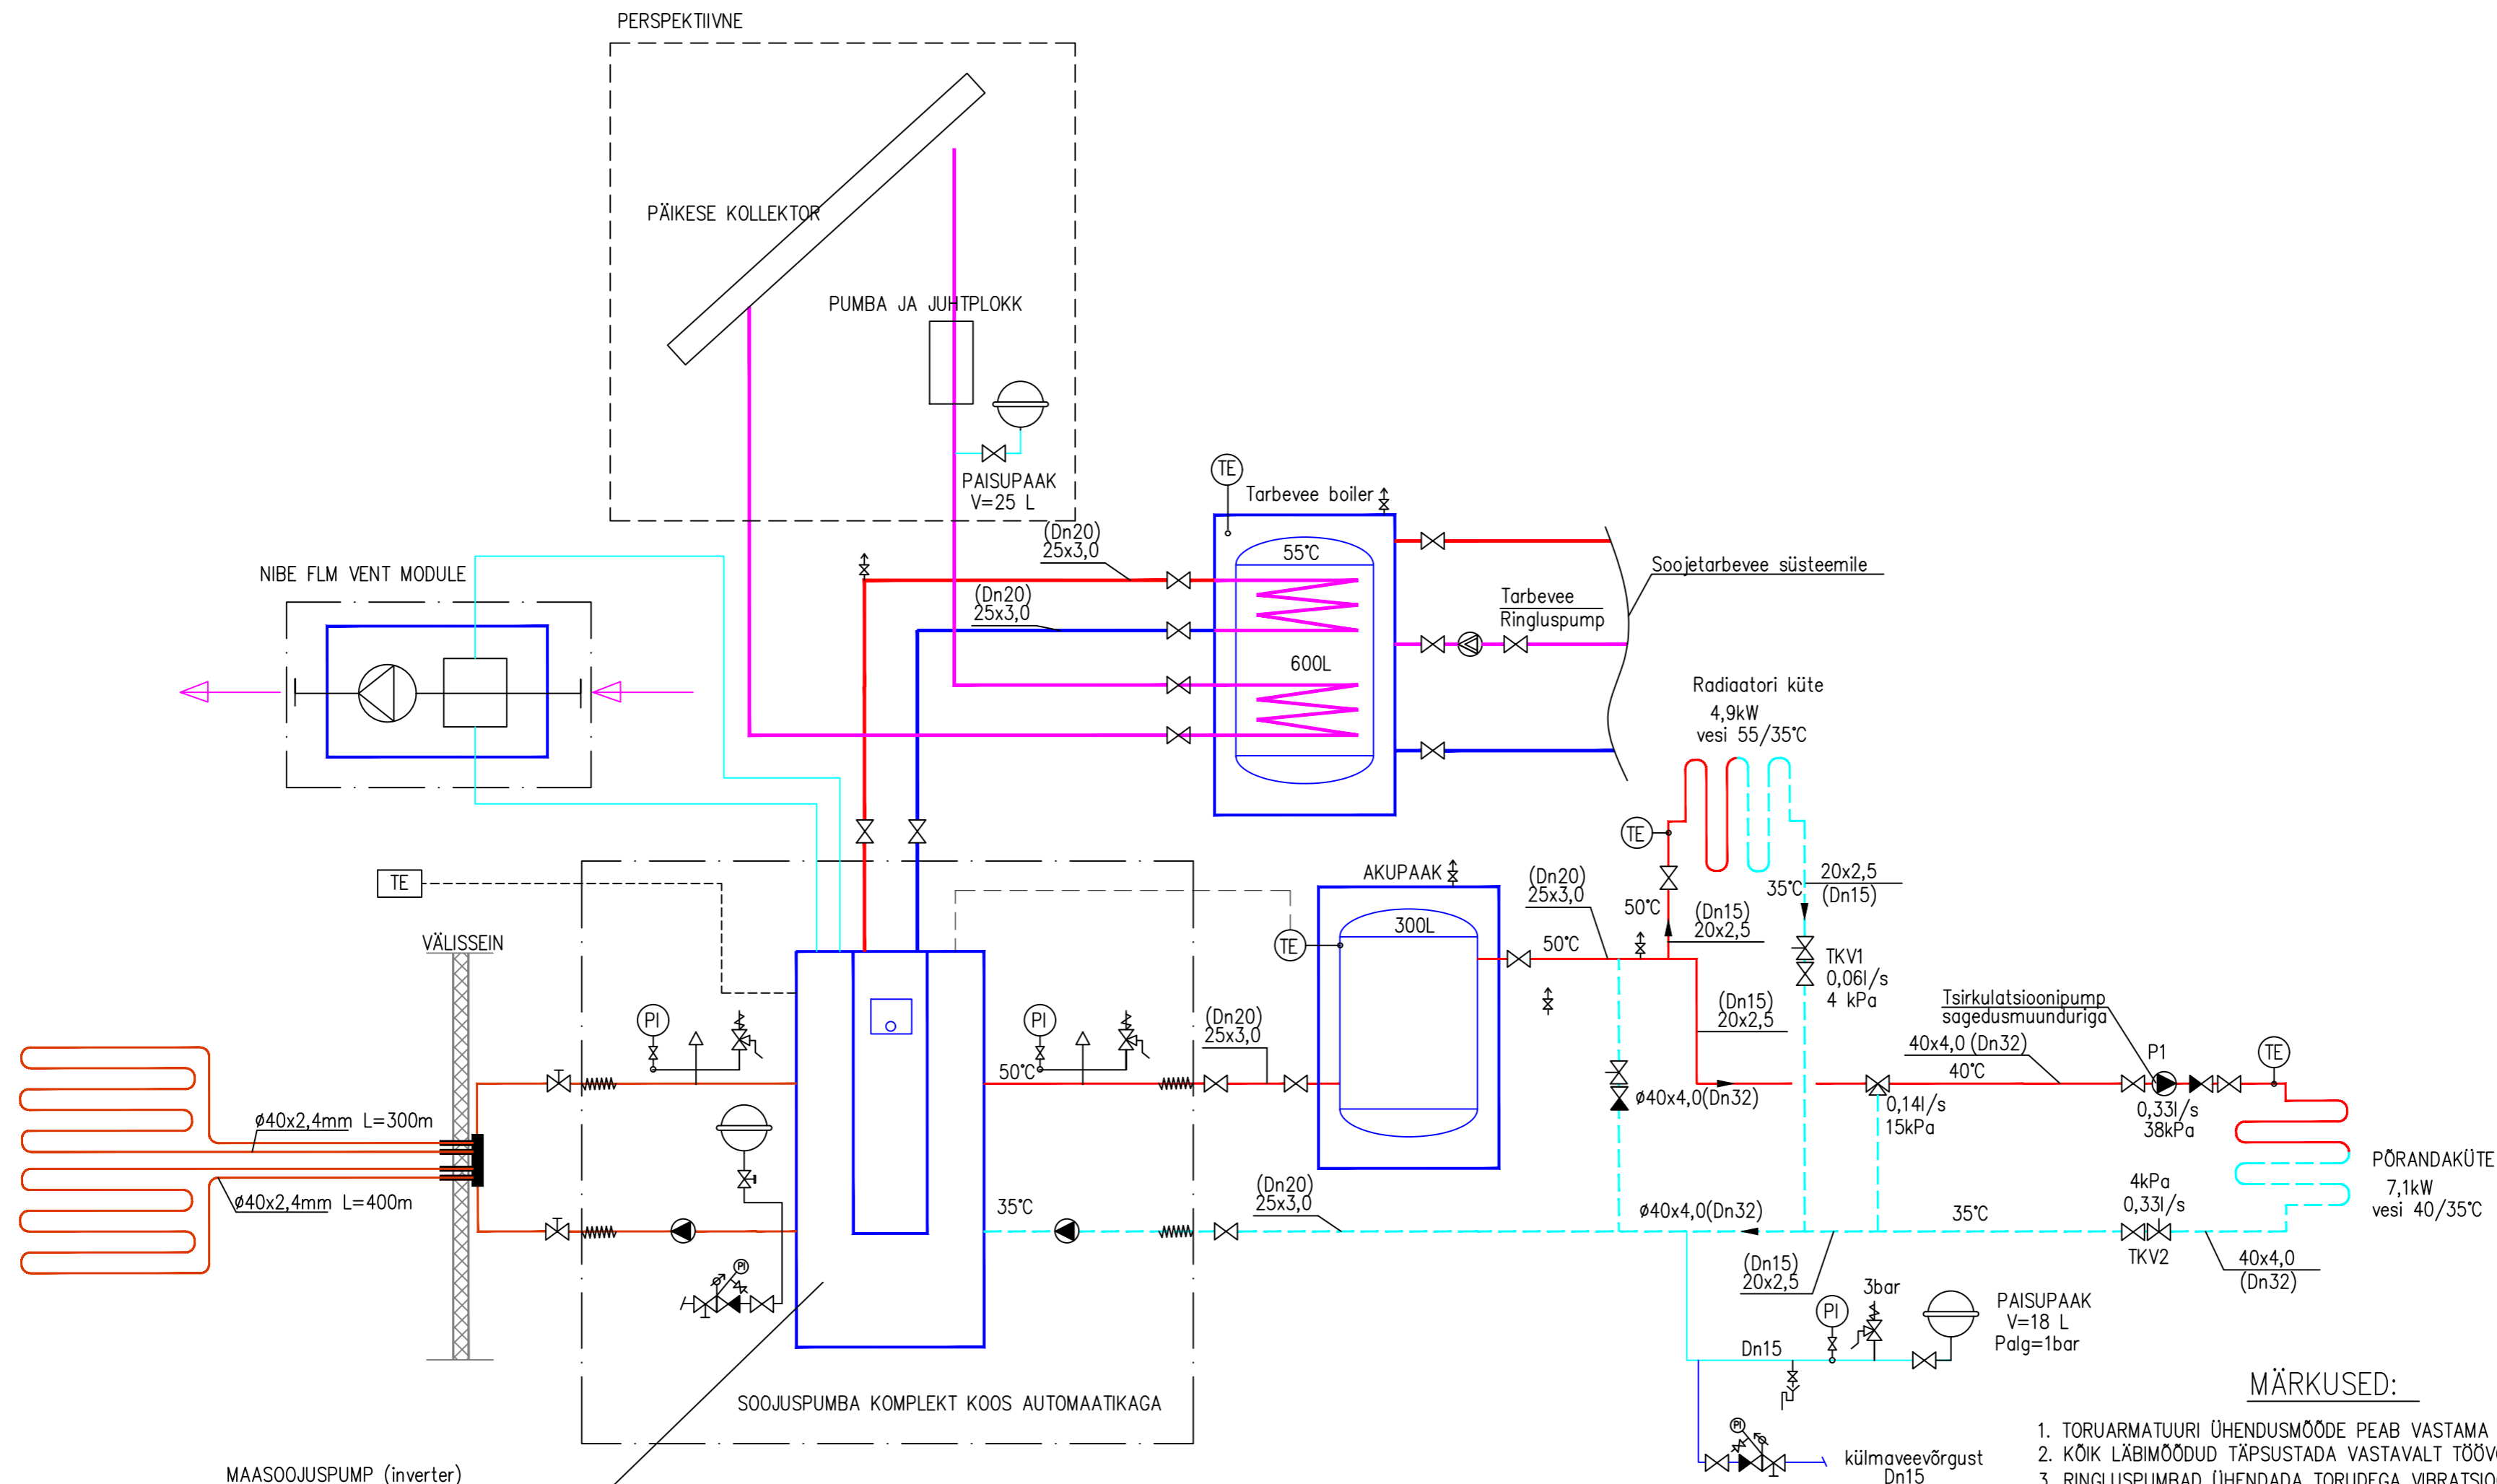 PERSPEKTIIVNE
PÄIKESE KOLLEKTOR
PUMBA JA JUHTPLOKK
PAISUPAAK
V=25 L
NIBE FLM VENT MODULE
(Dn20)
25x3,0
(Dn20)
25x3,0
TE
Tarbevee boiler
55°C
600L
Soojetarbevee süsteemile
Tarbevee
Ringluspump
Radiaatori küte
4,9kW
vesi 55/35°C
TE
TE
VÄLISSEIN
AKUPAAK
300L
TE
(Dn20)
25x3,0
50°C
50°C
(Dn15)
20x2,5
35°C
20x2,5
(Dn15)
TKV1
0,06l/s
4 kPa
(Dn15)
20x2,5
Tsirkulatsioonipump
sagedusmuunduriga
40x4,0 (Dn32)
40°C
P1
TE
PI
PI
50°C
(Dn20)
25x3,0
ø40x4,0(Dn32)
0,14l/s
15kPa
0,33l/s
38kPa
ø40x2,4mm L=300m
ø40x2,4mm L=400m
PÕRANDAKÜTE
7,1kW
vesi 40/35°C
35°C
(Dn20)
25x3,0
ø40x4,0(Dn32)
35°C
4kPa
0,33l/s
TKV2
40x4,0
(Dn32)
(Dn15)
20x2,5
PI
PI
3bar
PAISUPAAK
V=18 L
Palg=1bar
Dn15
SOOJUSPUMBA KOMPLEKT KOOS AUTOMAATIKAGA
PI
külmaveevõrgust
Dn15
MAASOOJUSPUMP (inverter)
MÄRKUSED:
1. TORUARMATUURI ÜHENDUSMÕÕDE PEAB VASTAMA
2. KÕIK LÄBIMÕÕDUD TÄPSUSTADA VASTAVALT
3. RINGLUSPUMBAD ÜHENDADA TORUDEGA